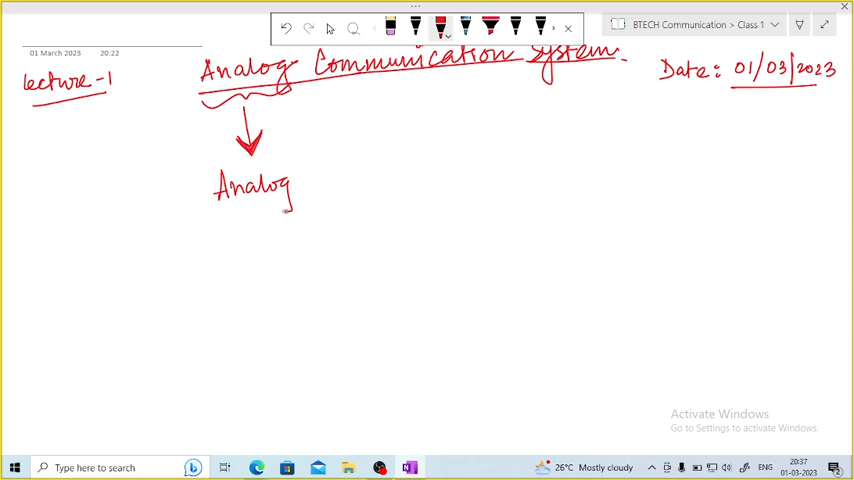 BTECH Communication > Class 1
01 March 2023 20:22
Lecture-1
Analog Communication System.
Date: 01/03/2023
Analog
Activate Windows
Go to Settings to activate Windows.
Type here to search
26°C Mostly cloudy
ENG
20:37
01-03-2023
2